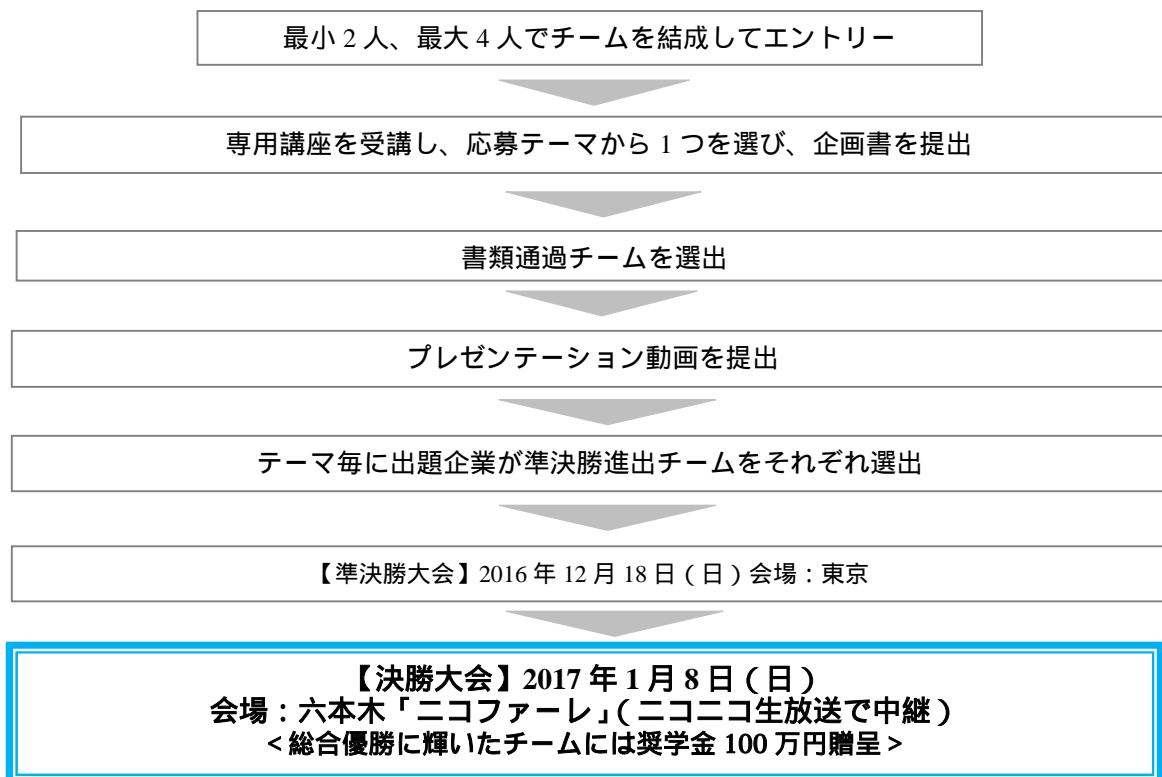 最小 2 人、最大 4 人でチームを結成してエントリー
専用講座を受講し、応募テーマから 1 つを選び、企画書を提出
書類通過チームを選出
プレゼンテーション動画を提出
テーマ毎に出題企業が準決勝進出チームをそれぞれ選出
【準決勝大会】2016 年 12 月 18 日（日）会場：東京
【決勝大会】2017 年 1 月 8 日（日）
会場：六本木「ニコファーレ」（ニコニコ生放送で中継）
＜総合優勝に輝いたチームには奨学金 100 万円贈呈＞